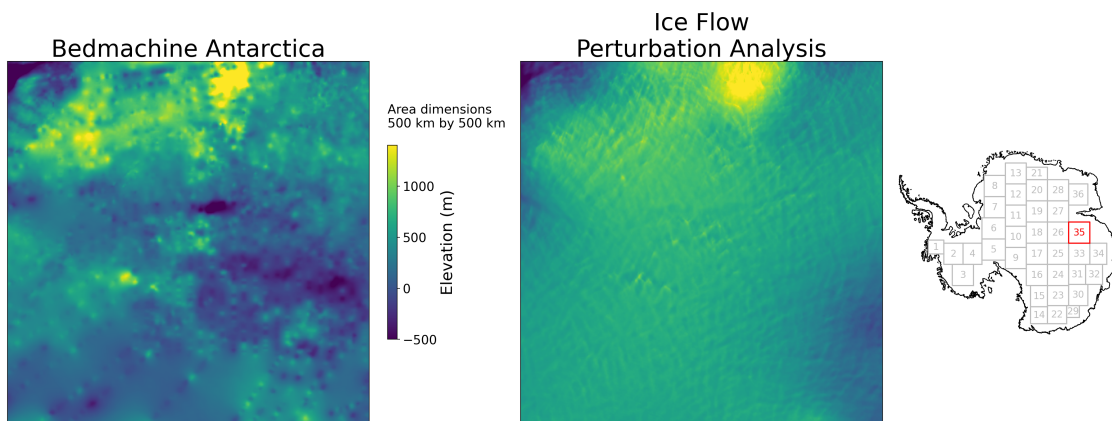 Bedmachine Antarctica
Ice Flow
Perturbation Analysis
Area dimensions
500 km by 500 km
1000
500
0
−500
Elevation (m)
13 21
8 20 28
12 36
7 19 27
11
6 18 26 35
10
1 2 4 5 17 25 33 34
9
3 16 24 31 32
15 23 30
14 22 29